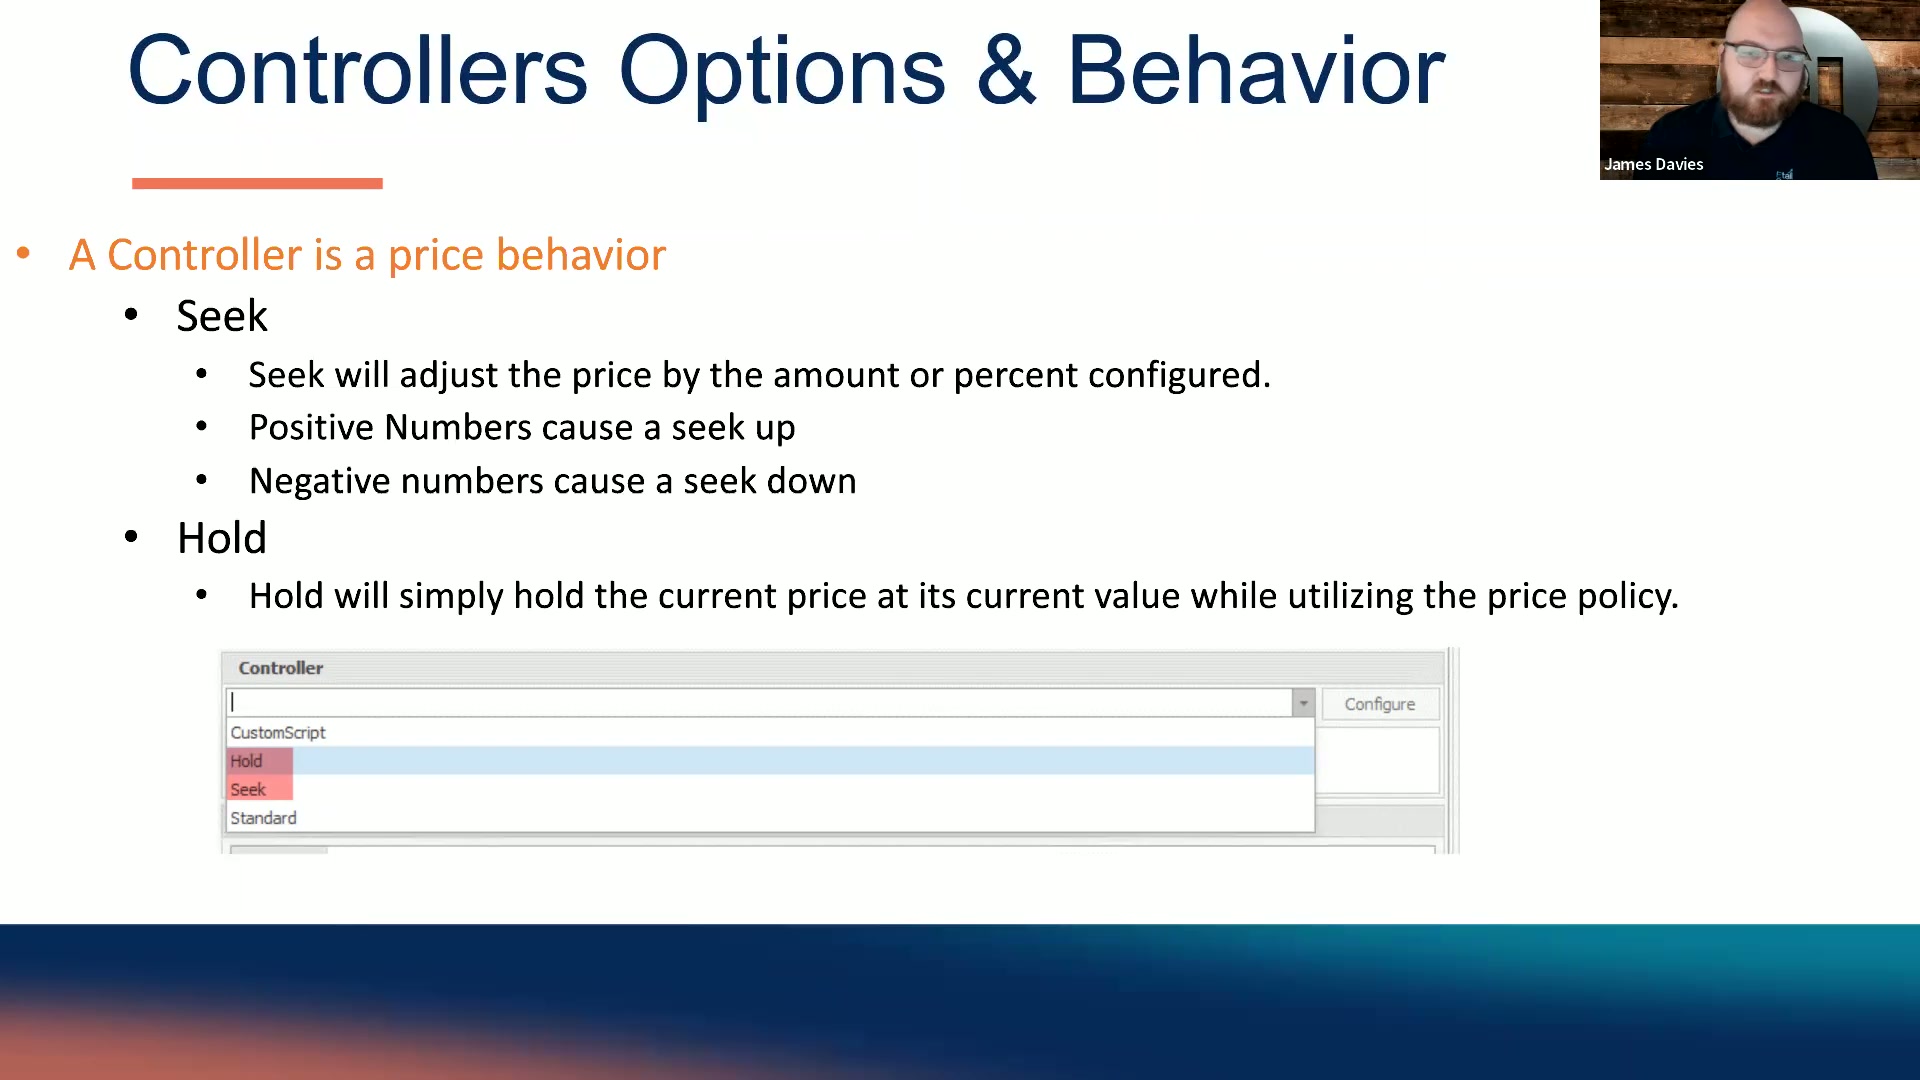 Controllers Options & Behavior
James Davies
Etail
• A Controller is a price behavior
• Seek
• Seek will adjust the price by the amount or percent configured.
• Positive Numbers cause a seek up
• Negative numbers cause a seek down
• Hold
• Hold will simply hold the current price at its current value while utilizing the price policy.
Controller
Configure
CustomScript
Hold
Seek
Standard